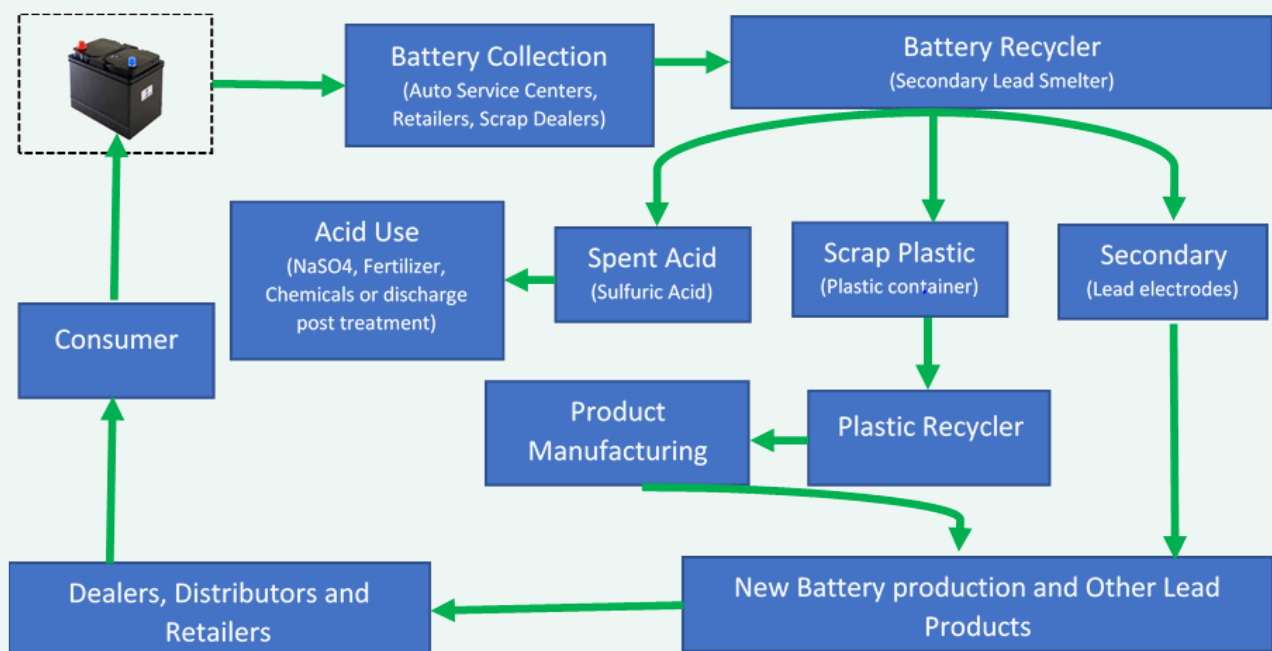 Battery Collection
(Auto Service Centers,
Retailers, Scrap Dealers)
Battery Recycler
(Secondary Lead Smelter)
Acid Use
(NaSO4, Fertilizer,
Chemicals or discharge
post treatment)
Spent Acid
(Sulfuric Acid)
Scrap Plastic
(Plastic container)
Secondary
(Lead electrodes)
Consumer
Product
Manufacturing
Plastic Recycler
Dealers, Distributors and
Retailers
New Battery production and Other Lead
Products